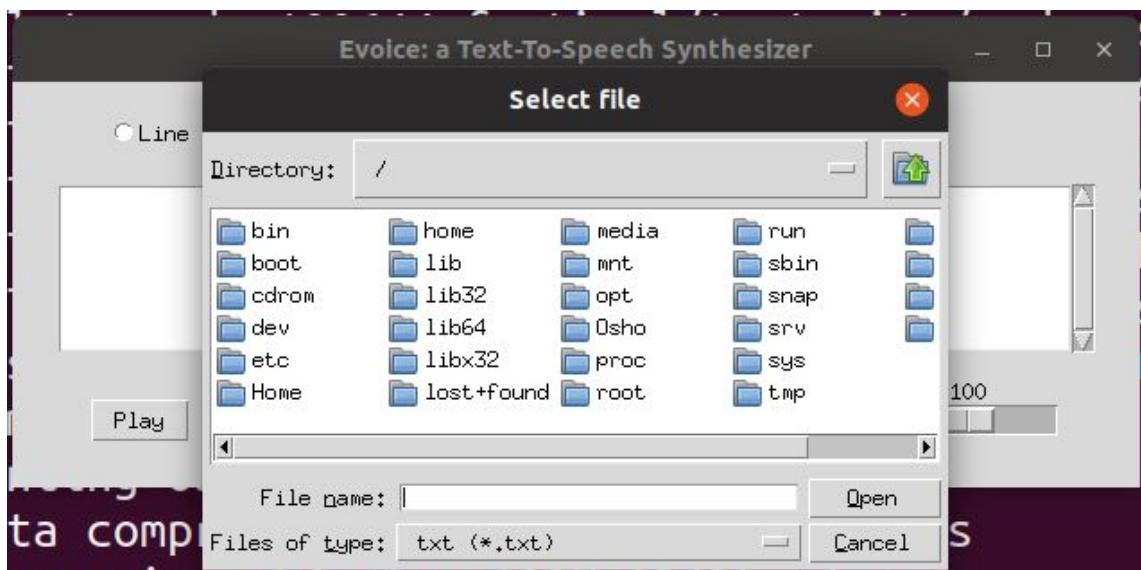 Evoice: a Text-To-Speech Synthesizer
Select file
Line
Directory: /
bin home media run
boot lib mnt sbin
cdrom lib32 opt snap
dev lib64 Osho srv
etc libx32 proc sys
Home lost+found root tmp
100
Play
File name: Open
ta comp s
Files of type: txt (*.txt) Cancel